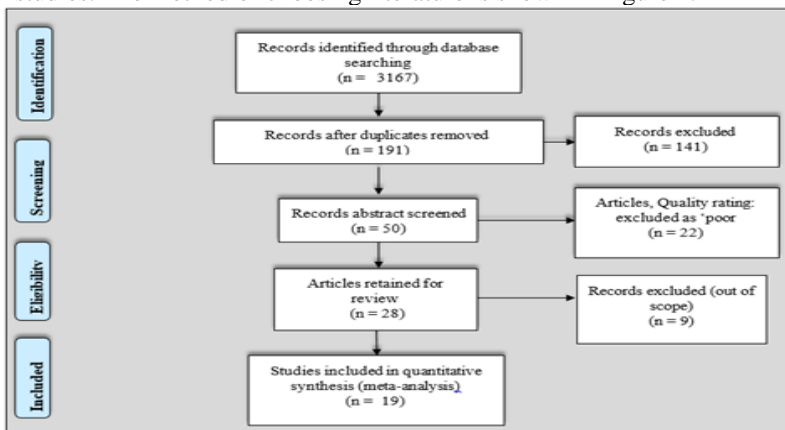 Identification
Records identified through database
searching
(n = 3167)
Records after duplicates removed
(n = 191)
Records excluded
(n = 141)
Screening
Records abstract screened
(n = 50)
Articles, Quality rating:
excluded as ‘poor
(n = 22)
Eligibility
Articles retained for
review
(n = 28)
Records excluded (out of
scope)
(n = 9)
Included
Studies included in quantitative
synthesis (meta-analysis)
(n = 19)